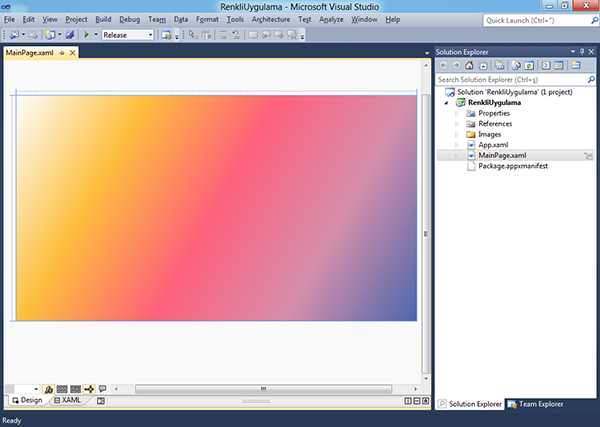 RenkliUygulama - Microsoft Visual Studio
File Edit View Project Build Debug Team Data Format Tools Architecture Test Analyze Window Help
Quick Launch (Ctrl+")
Release
MainPage.xaml
Solution Explorer
Search Solution Explorer (Ctrl+ş)
Solution 'RenkliUygulama' (1 project)
RenkliUygulama
Properties
References
Images
App.xaml
MainPage.xaml
Package.appxmanifest
Design XAML
Solution Explorer Team Explorer
Ready